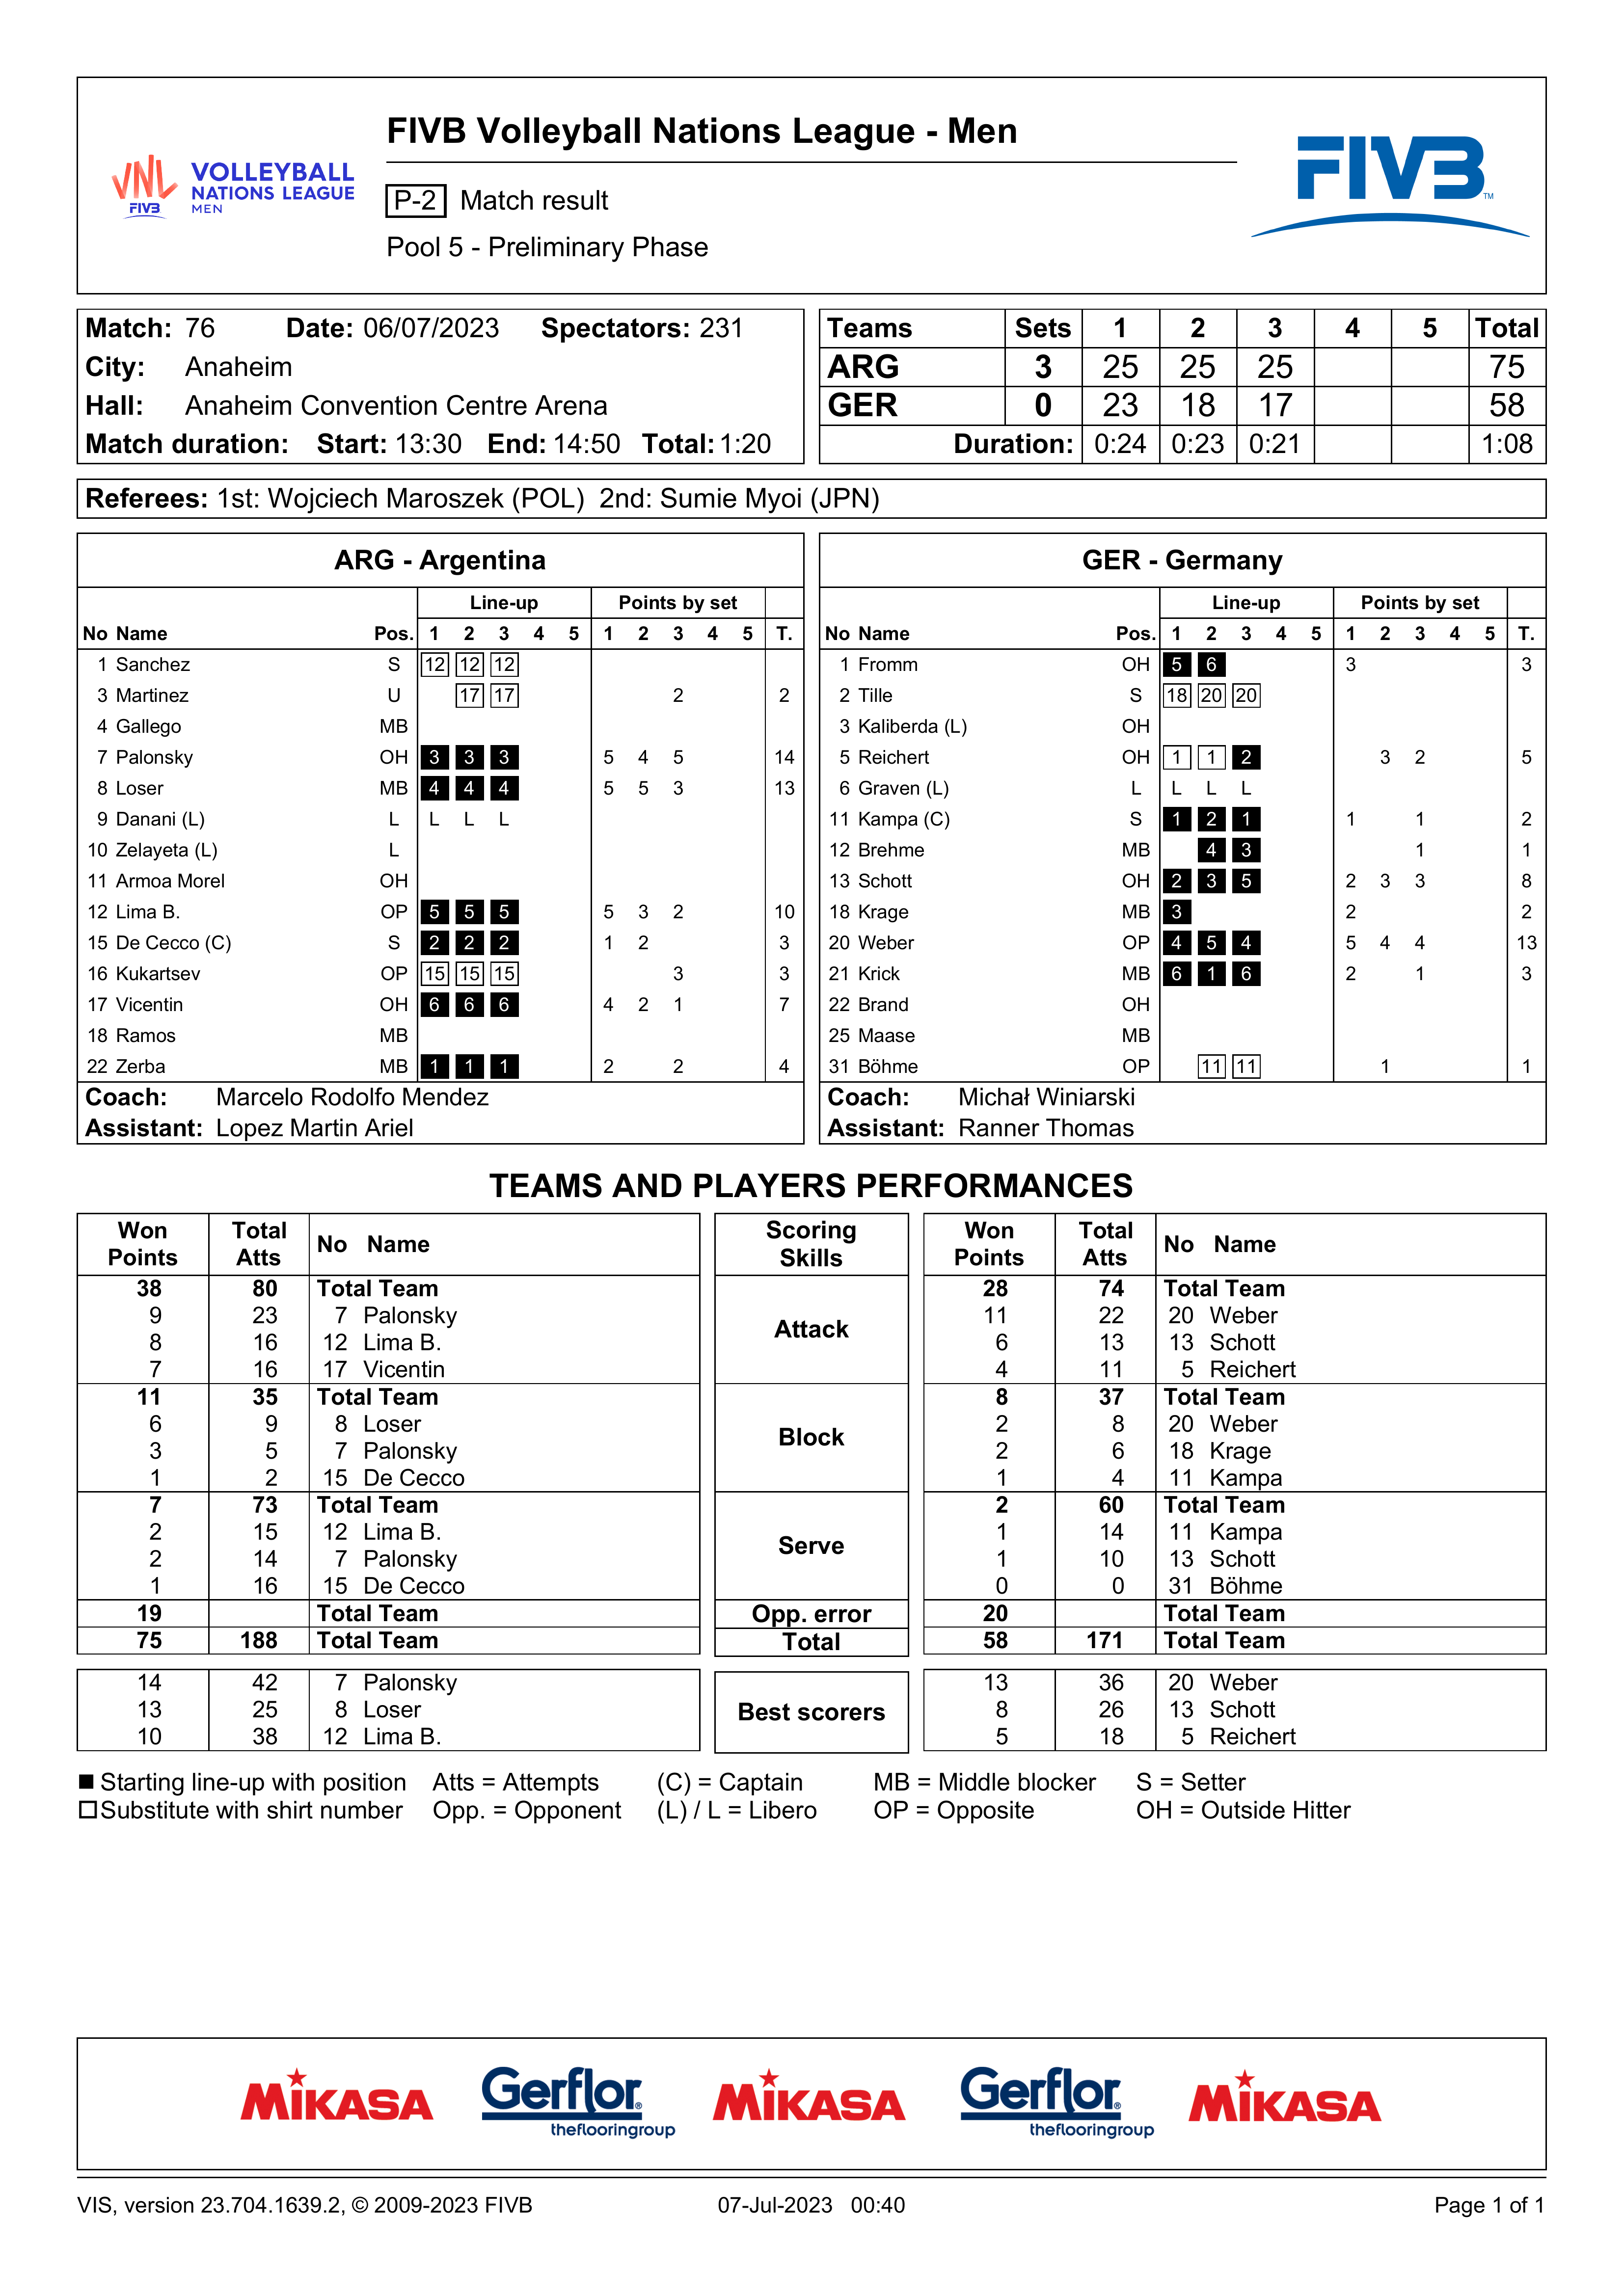 FIVB Volleyball Nations League - Men
VNL FIVB VOLLEYBALL NATIONS LEAGUE MEN
P-2 Match result
FIVB TM
Pool 5 - Preliminary Phase
Match: 76 Date: 06/07/2023 Spectators: 231
City: Anaheim
Hall: Anaheim Convention Centre Arena
Match duration: Start: 13:30 End: 14:50 Total: 1:20
Teams Sets 1 2 3 4 5 Total
ARG 3 25 25 25 75
GER 0 23 18 17 58
Duration: 0:24 0:23 0:21 1:08
Referees: 1st: Wojciech Maroszek (POL) 2nd: Sumie Myoi (JPN)
ARG - Argentina
Line-up Points by set
No Name Pos. 1 2 3 4 5 1 2 3 4 5 T.
1 Sanchez S 12 12 12
3 Martinez U 17 17 2 2
4 Gallego MB
7 Palonsky OH 3 3 3 5 4 5 14
8 Loser MB 4 4 4 5 5 3 13
9 Danani (L) L L L L
10 Zelayeta (L) L
11 Armoa Morel OH
12 Lima B. OP 5 5 5 5 3 2 10
15 De Cecco (C) S 2 2 2 1 2 3
16 Kukartsev OP 15 15 15 3 3
17 Vicentin OH 6 6 6 4 2 1 7
18 Ramos MB
22 Zerba MB 1 1 1 2 2 4
Coach: Marcelo Rodolfo Mendez
Assistant: Lopez Martin Ariel
GER - Germany
Line-up Points by set
No Name Pos. 1 2 3 4 5 1 2 3 4 5 T.
1 Fromm OH 5 6 3 3
2 Tille S 18 20 20
3 Kaliberda (L) OH
5 Reichert OH 1 1 2 3 2 5
6 Graven (L) L L L L
11 Kampa (C) S 1 2 1 1 1 2
12 Brehme MB 4 3 1 1
13 Schott OH 2 3 5 2 3 3 8
18 Krage MB 3 2 2
20 Weber OP 4 5 4 5 4 4 13
21 Krick MB 6 1 6 2 1 3
22 Brand OH
25 Maase MB
31 Böhme OP 11 11 1 1
Coach: Michał Winiarski
Assistant: Ranner Thomas
TEAMS AND PLAYERS PERFORMANCES
Won Points Total Atts No Name Scoring Skills Won Points Total Atts No Name
38 80 Total Team Attack 28 74 Total Team
9 23 7 Palonsky 11 22 20 Weber
8 16 12 Lima B. 6 13 13 Schott
7 16 17 Vicentin 4 11 5 Reichert
11 35 Total Team Block 8 37 Total Team
6 9 8 Loser 2 8 20 Weber
3 5 7 Palonsky 2 6 18 Krage
1 2 15 De Cecco 1 4 11 Kampa
7 73 Total Team Serve 2 60 Total Team
2 15 12 Lima B. 1 14 11 Kampa
2 14 7 Palonsky 1 10 13 Schott
1 16 15 De Cecco 0 0 31 Böhme
19 Total Team Opp. error 20 Total Team
75 188 Total Team Total 58 171 Total Team
14 42 7 Palonsky Best scorers 13 36 20 Weber
13 25 8 Loser 8 26 13 Schott
10 38 12 Lima B. 5 18 5 Reichert
Starting line-up with position Atts = Attempts (C) = Captain MB = Middle blocker S = Setter
Substitute with shirt number Opp. = Opponent (L) / L = Libero OP = Opposite OH = Outside Hitter
MIKASA Gerflor® theflooringgroup MIKASA Gerflor® theflooringgroup MIKASA
VIS, version 23.704.1639.2, © 2009-2023 FIVB 07-Jul-2023 00:40 Page 1 of 1